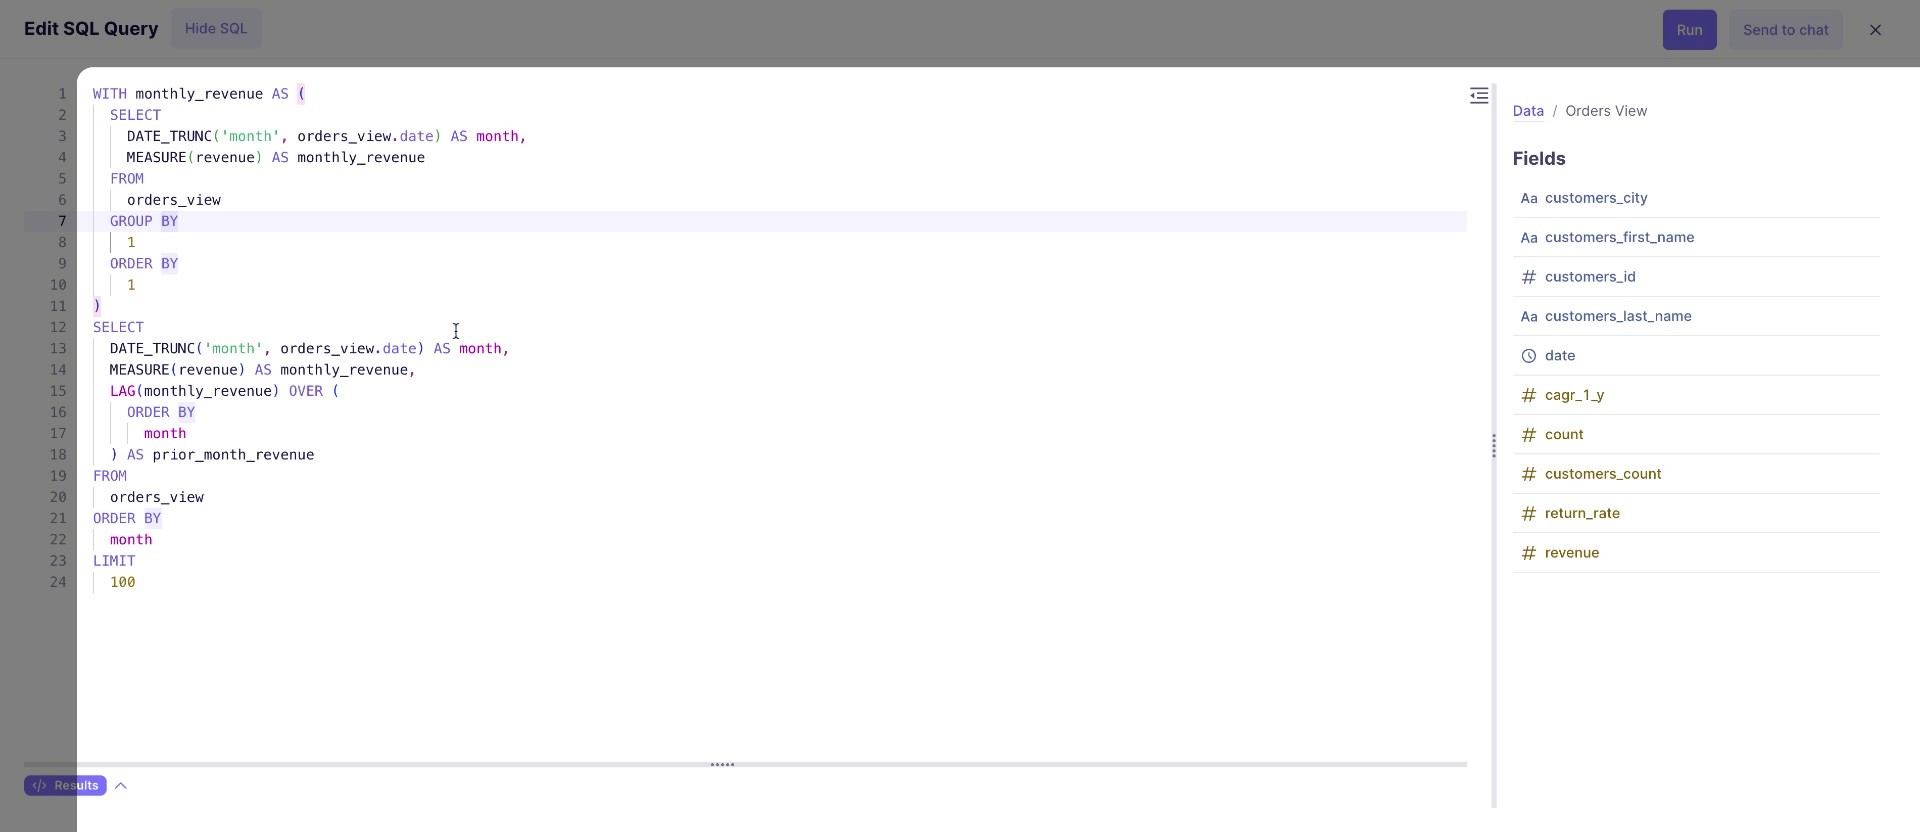 Edit SQL Query
Hide SQL
Run
Send to chat
1 WITH monthly_revenue AS (
2 SELECT
3 DATE_TRUNC('month', orders_view.date) AS month,
4 MEASURE(revenue) AS monthly_revenue
5 FROM
6 orders_view
7 GROUP BY
8 1
9 ORDER BY
10 1
11 )
12 SELECT
13 DATE_TRUNC('month', orders_view.date) AS month,
14 MEASURE(revenue) AS monthly_revenue,
15 LAG(monthly_revenue) OVER (
16 ORDER BY
17 month
18 ) AS prior_month_revenue
19 FROM
20 orders_view
21 ORDER BY
22 month
23 LIMIT
24 100
</> Results
Data / Orders View
Fields
Aa customers_city
Aa customers_first_name
# customers_id
Aa customers_last_name
date
# cagr_1_y
# count
# customers_count
# return_rate
# revenue